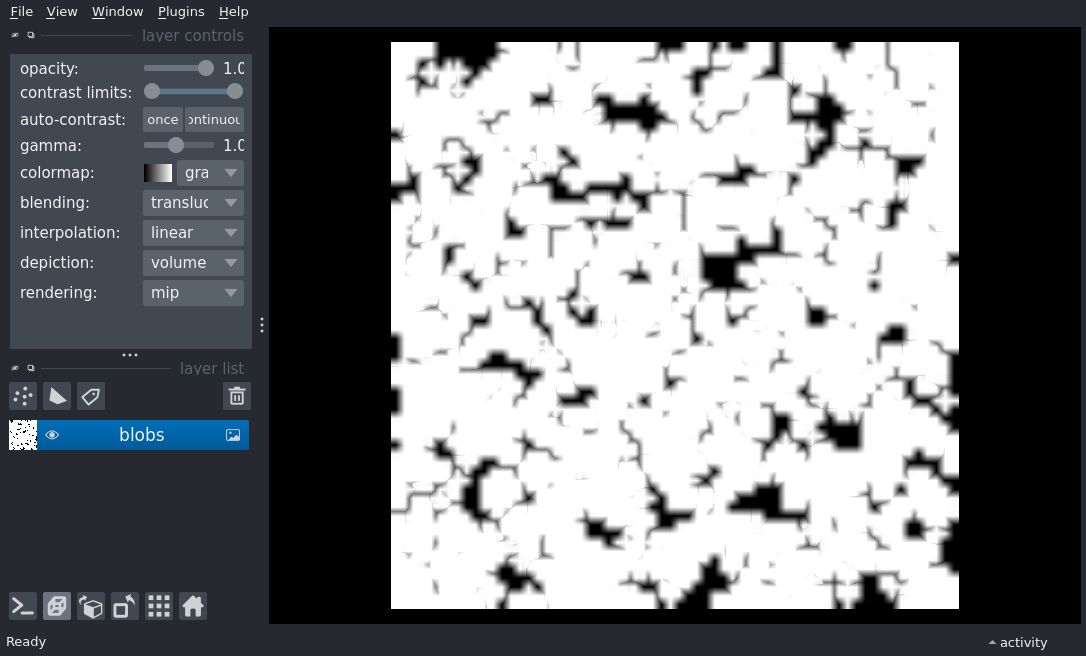 File View Window Plugins Help
layer controls
opacity: 1.0
contrast limits:
auto-contrast: once ontinuou
gamma: 1.0
colormap: gra
blending: transluc
interpolation: linear
depiction: volume
rendering: mip
layer list
blobs
Ready
activity